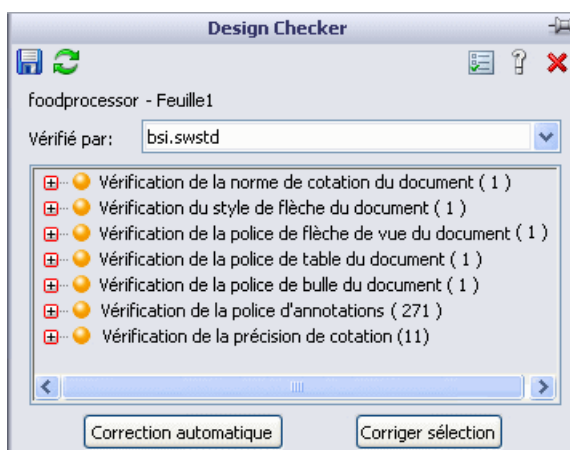 Design Checker
foodprocessor - Feuille1
Vérifié par: bsi.swstd
Vérification de la norme de cotation du document ( 1 )
Vérification du style de flèche du document ( 1 )
Vérification de la police de flèche de vue du document ( 1 )
Vérification de la police de table du document ( 1 )
Vérification de la police de bulle du document ( 1 )
Vérification de la police d'annotations ( 271 )
Vérification de la précision de cotation (11)
Correction automatique Corriger sélection